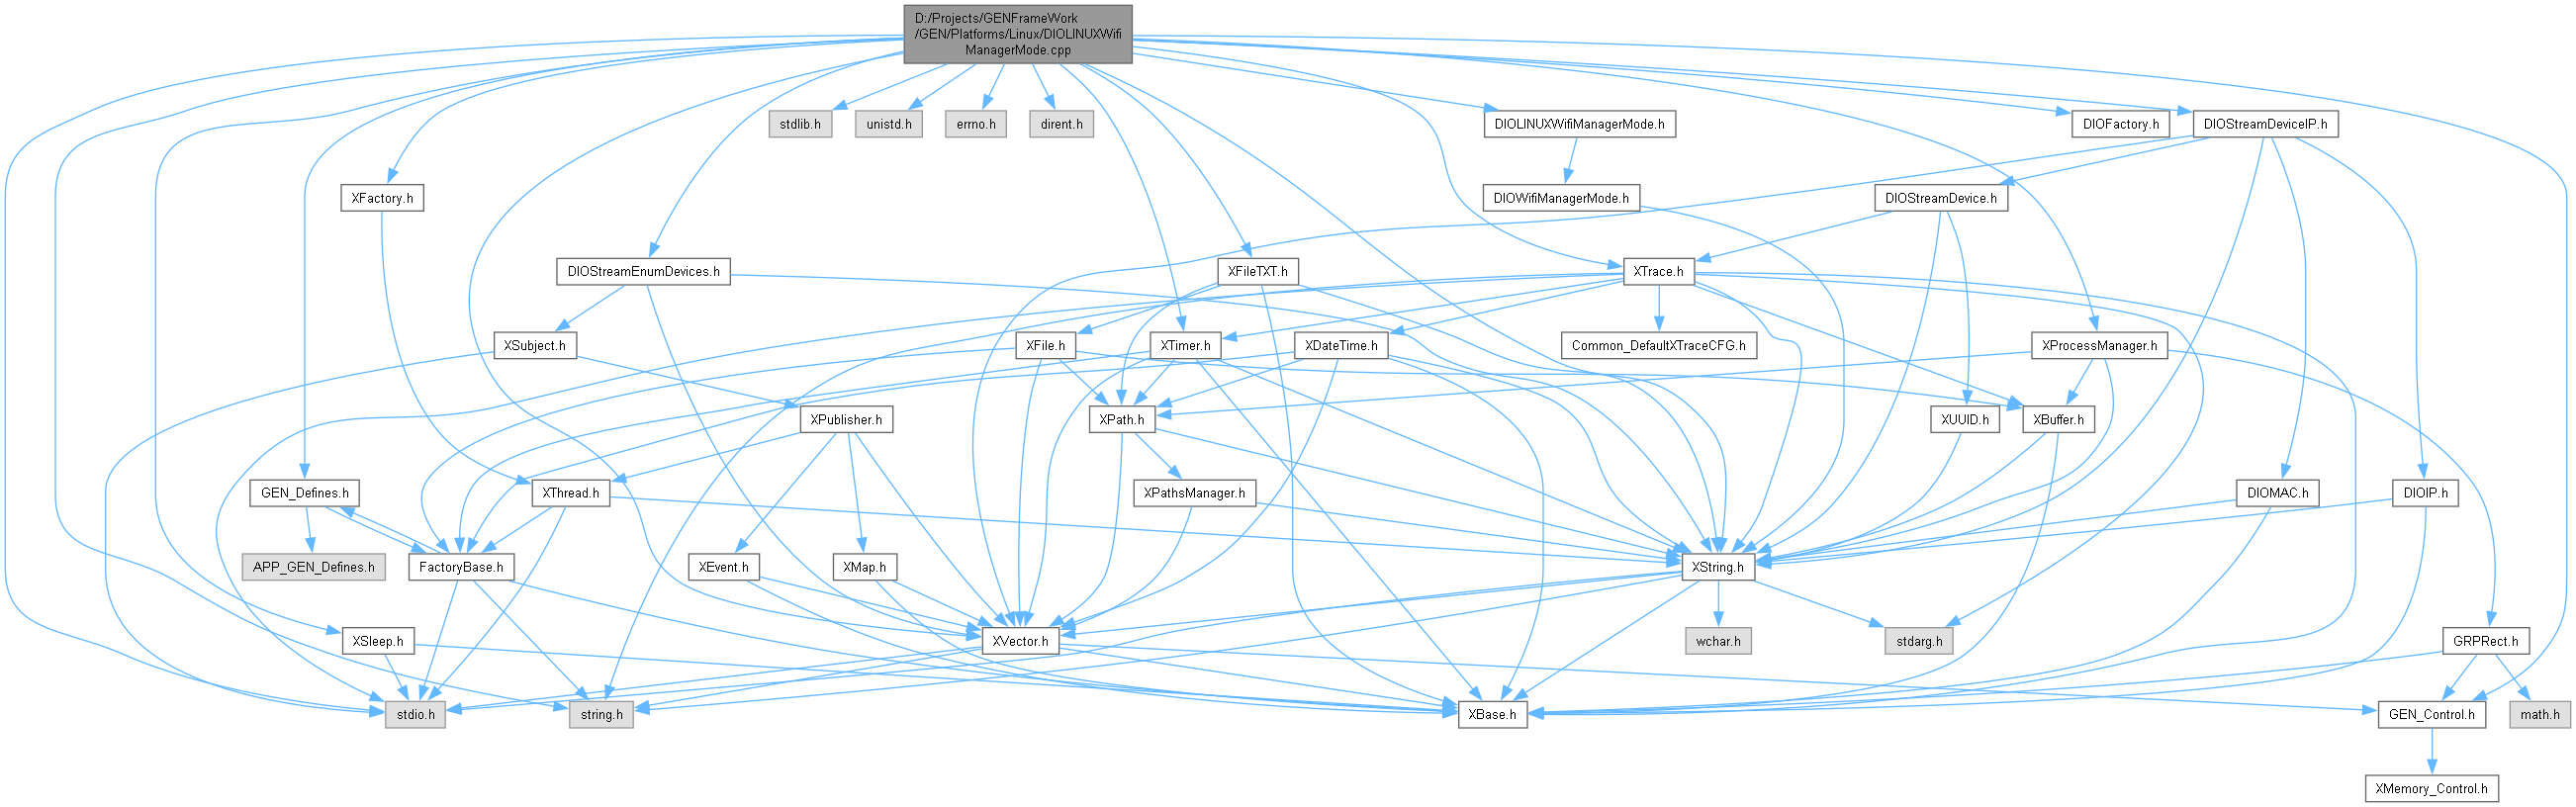 D:/Projects/GENFrameWork
/GEN/Platforms/Linux/DIOLINUXWifi
ManagerMode.cpp
stdlib.h
unistd.h
errno.h
dirent.h
DIOLINUXWifiManagerMode.h
DIOFactory.h
DIOStreamDeviceIP.h
XFactory.h
DIOWifiManagerMode.h
DIOStreamDevice.h
DIOStreamEnumDevices.h
XFileTXT.h
XTrace.h
XSubject.h
XFile.h
XTimer.h
XDateTime.h
Common_DefaultXTraceCFG.h
XProcessManager.h
XPublisher.h
XPath.h
XUUID.h
XBuffer.h
GEN_Defines.h
XThread.h
XPathsManager.h
DIOMAC.h
DIOIP.h
APP_GEN_Defines.h
FactoryBase.h
XEvent.h
XMap.h
XString.h
XSleep.h
XVector.h
wchar.h
stdarg.h
GRPRect.h
stdio.h
string.h
XBase.h
GEN_Control.h
math.h
XMemory_Control.h